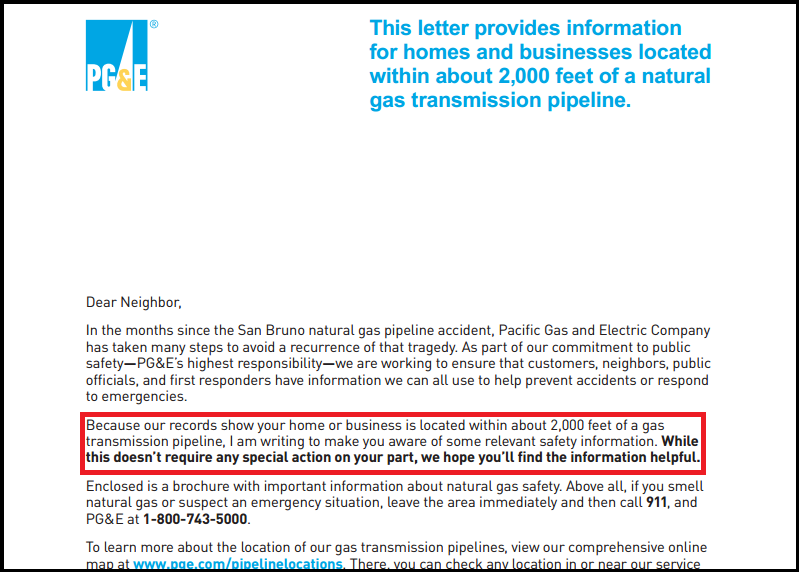 PG&E®
This letter provides information
for homes and businesses located
within about 2,000 feet of a natural
gas transmission pipeline.
Dear Neighbor,
In the months since the San Bruno natural gas pipeline accident, Pacific Gas and Electric Company
has taken many steps to avoid a recurrence of that tragedy. As part of our commitment to public
safety—PG&E's highest responsibility—we are working to ensure that customers, neighbors, public
officials, and first responders have information we can all use to help prevent accidents or respond
to emergencies.
Because our records show your home or business is located within about 2,000 feet of a gas
transmission pipeline, I am writing to make you aware of some relevant safety information. While
this doesn't require any special action on your part, we hope you'll find the information helpful.
Enclosed is a brochure with important information about natural gas safety. Above all, if you smell
natural gas or suspect an emergency situation, leave the area immediately and then call 911, and
PG&E at 1-800-743-5000.
To learn more about the location of our gas transmission pipelines, view our comprehensive online
map at www.pge.com/pipelinelocations. There, you can check any location in or near our service